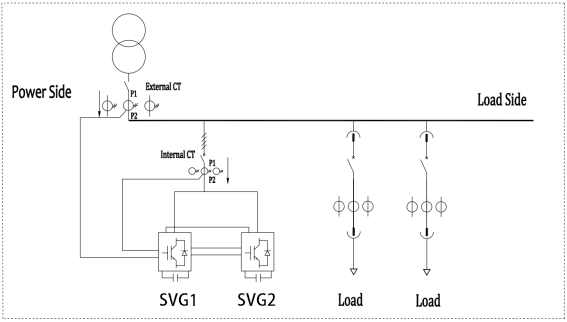 External CT
Power Side
P1
P2
Load Side
Internal CT
P1
P2
SVG1
SVG2
Load
Load